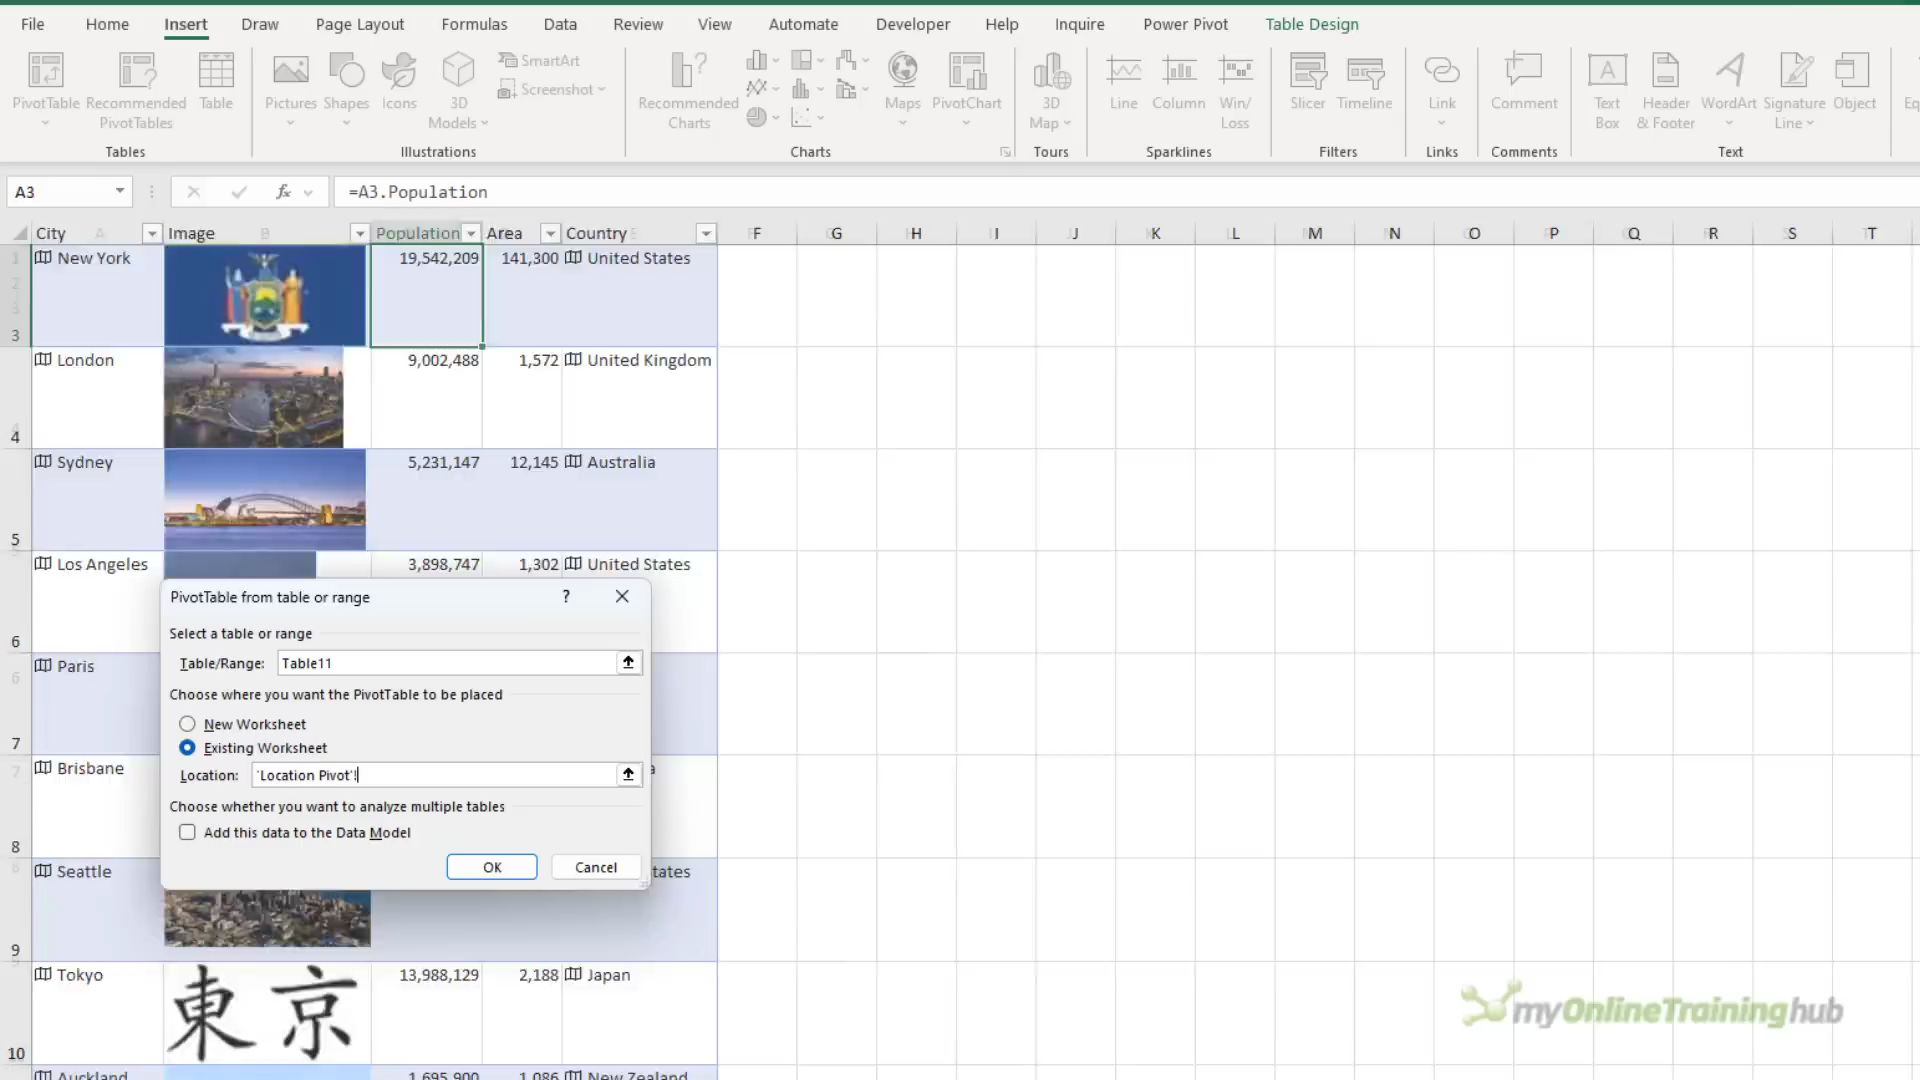 File Home Insert Draw Page Layout Formulas Data Review View Automate Developer Help Inquire Power Pivot Table Design
PivotTable
Recommended PivotTables
Table
Tables
Pictures
Shapes
Icons
3D Models
SmartArt
Screenshot
Illustrations
Recommended Charts
Maps
PivotChart
Charts
3D Map
Tours
Line
Column
Win/ Loss
Sparklines
Slicer
Timeline
Filters
Link
Links
Comment
Comments
Text Box
Header & Footer
WordArt
Signature Line
Object
Text
A3 fx =A3.Population
City Image Population Area Country F G H I J K L M N O P Q R S T
New York 19,542,209 141,300 United States
3
London 9,002,488 1,572 United Kingdom
4
Sydney 5,231,147 12,145 Australia
5
Los Angeles 3,898,747 1,302 United States
6
Paris
7
Brisbane
8
Seattle
9
Tokyo 東京 13,988,129 2,188 Japan
10
Auckland 1,695,900 1,086 New Zealand
PivotTable from table or range ?
Select a table or range
Table/Range: Table11
Choose where you want the PivotTable to be placed
New Worksheet
Existing Worksheet
Location: 'Location Pivot'!
Choose whether you want to analyze multiple tables
Add this data to the Data Model
OK Cancel
myOnlineTraininghub